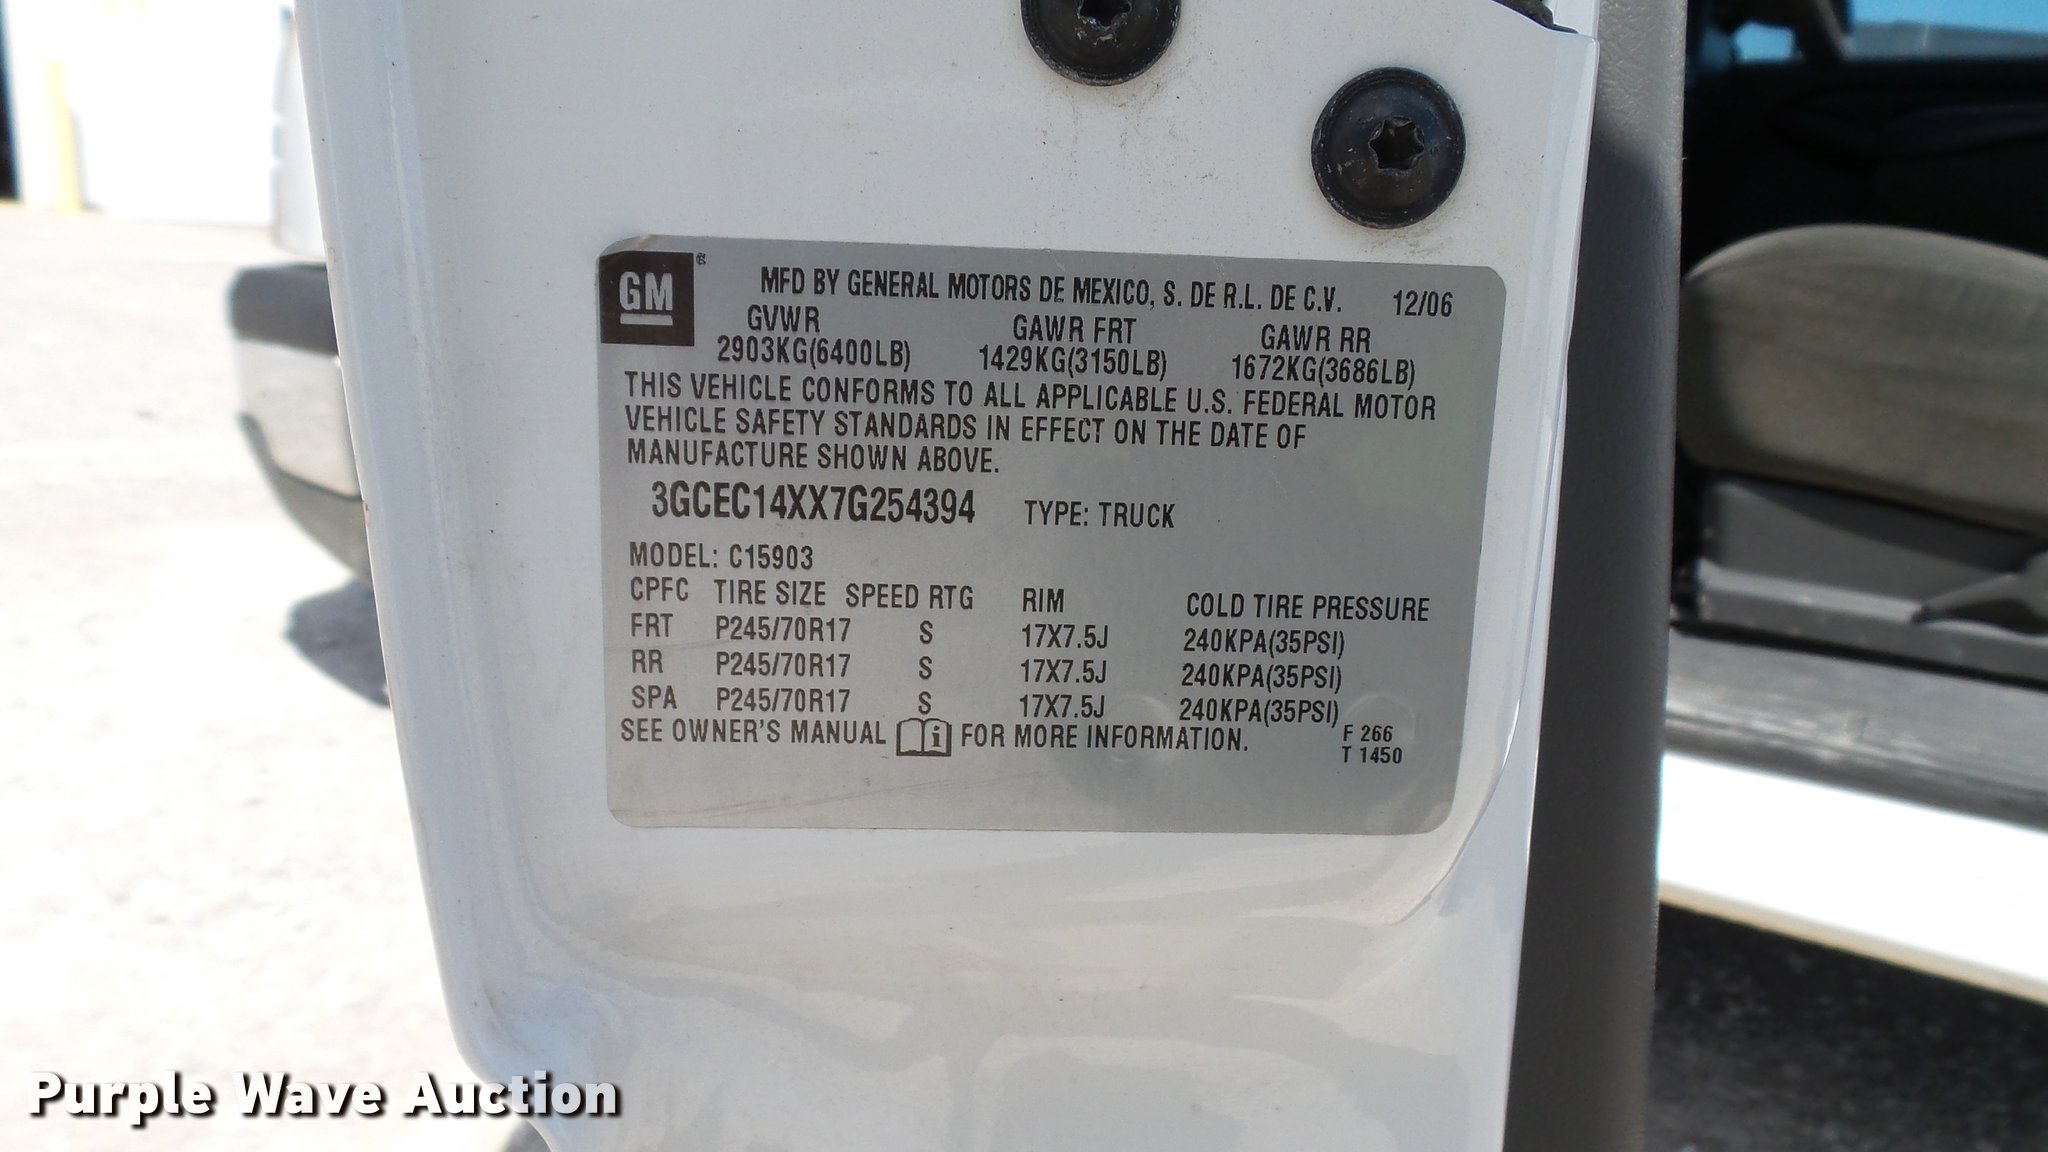 GM®
MFD BY GENERAL MOTORS DE MEXICO, S. DE R.L. DE C.V. 12/06
GVWR GAWR FRT GAWR RR
2903KG(6400LB) 1429KG(3150LB) 1672KG(3686LB)
THIS VEHICLE CONFORMS TO ALL APPLICABLE U.S. FEDERAL MOTOR
VEHICLE SAFETY STANDARDS IN EFFECT ON THE DATE OF
MANUFACTURE SHOWN ABOVE.
3GCEC14XX7G254394 TYPE: TRUCK
MODEL: C15903
CPFC TIRE SIZE SPEED RTG RIM COLD TIRE PRESSURE
FRT P245/70R17 S 17X7.5J 240KPA(35PSI)
RR P245/70R17 S 17X7.5J 240KPA(35PSI)
SPA P245/70R17 S 17X7.5J 240KPA(35PSI)
SEE OWNER'S MANUAL i FOR MORE INFORMATION.
F 266
T 1450
Purple Wave Auction